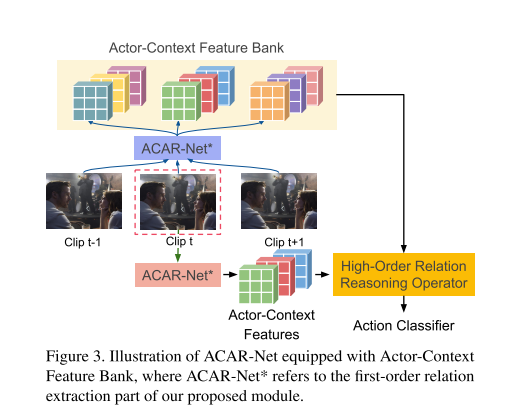 Actor-Context Feature Bank
ACAR-Net*
Clip t-1
Clip t
Clip t+1
ACAR-Net*
High-Order Relation
Reasoning Operator
Actor-Context
Features
Action Classifier
Figure 3. Illustration of ACAR-Net equipped with Actor-Context
Feature Bank, where ACAR-Net* refers to the first-order relation
extraction part of our proposed module.